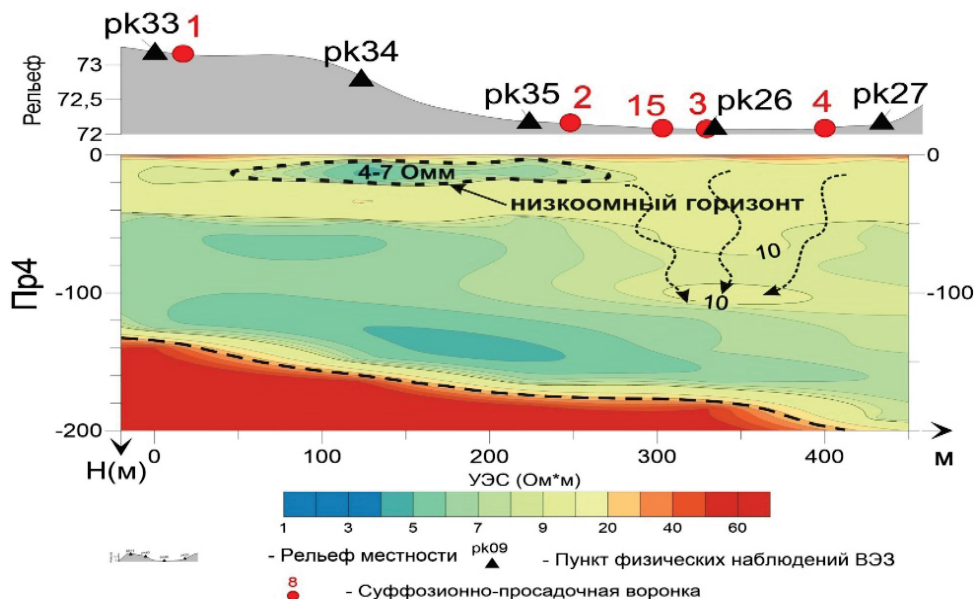 pk33 1
pk34
pk35 2 15 3 pk26 4 pk27
Рельеф
73
72,5
72
0 0
4-7 Омм
низкоомный горизонт
10
Пр4
-100 -100
10
-200
H(м) 0 100 200 300 400 м
УЭС (Ом*м)
1 3 5 7 9 20 40 60
- Рельеф местности pk09 - Пункт физических наблюдений ВЭЗ
8 - Суффозионно-просадочная воронка